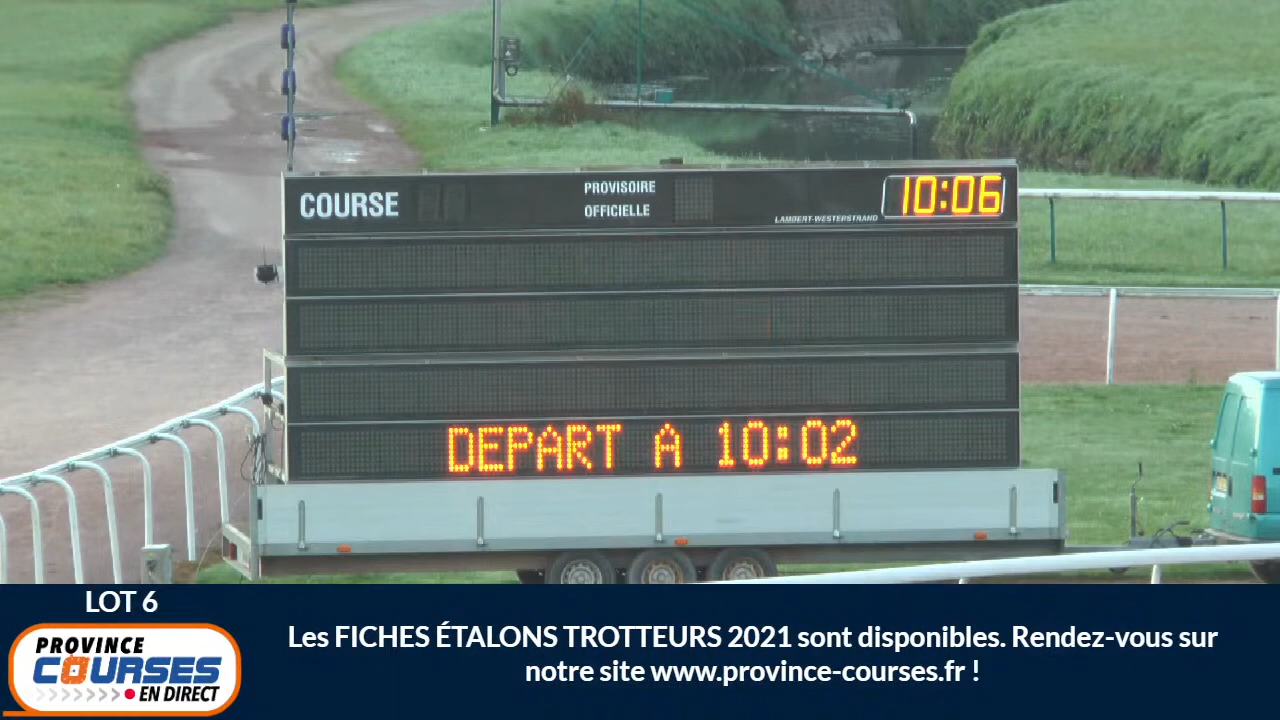 COURSE
PROVISOIRE
OFFICIELLE
LAMBERT-WESTERSTRAND
10:06
DEPART A 10:02
LOT 6
PROVINCE
COURSES
EN DIRECT
Les FICHES ÉTALONS TROTTEURS 2021 sont disponibles. Rendez-vous sur
notre site www.province-courses.fr !